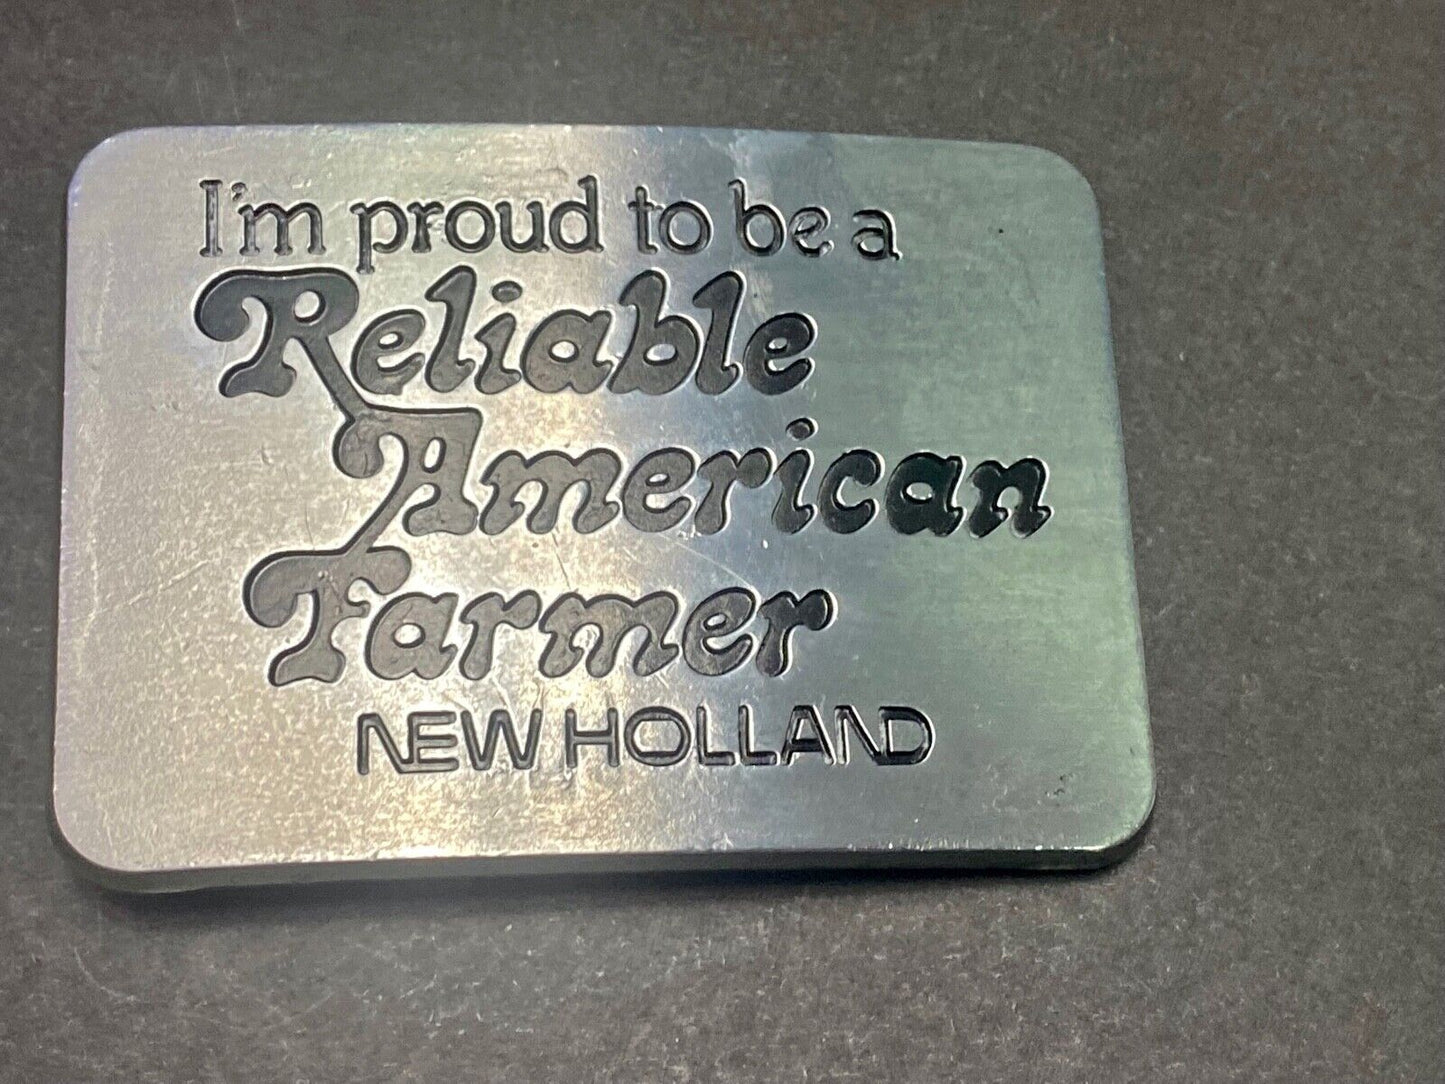 I'm proud to be a
Reliable
American
Farmer
NEW HOLLAND